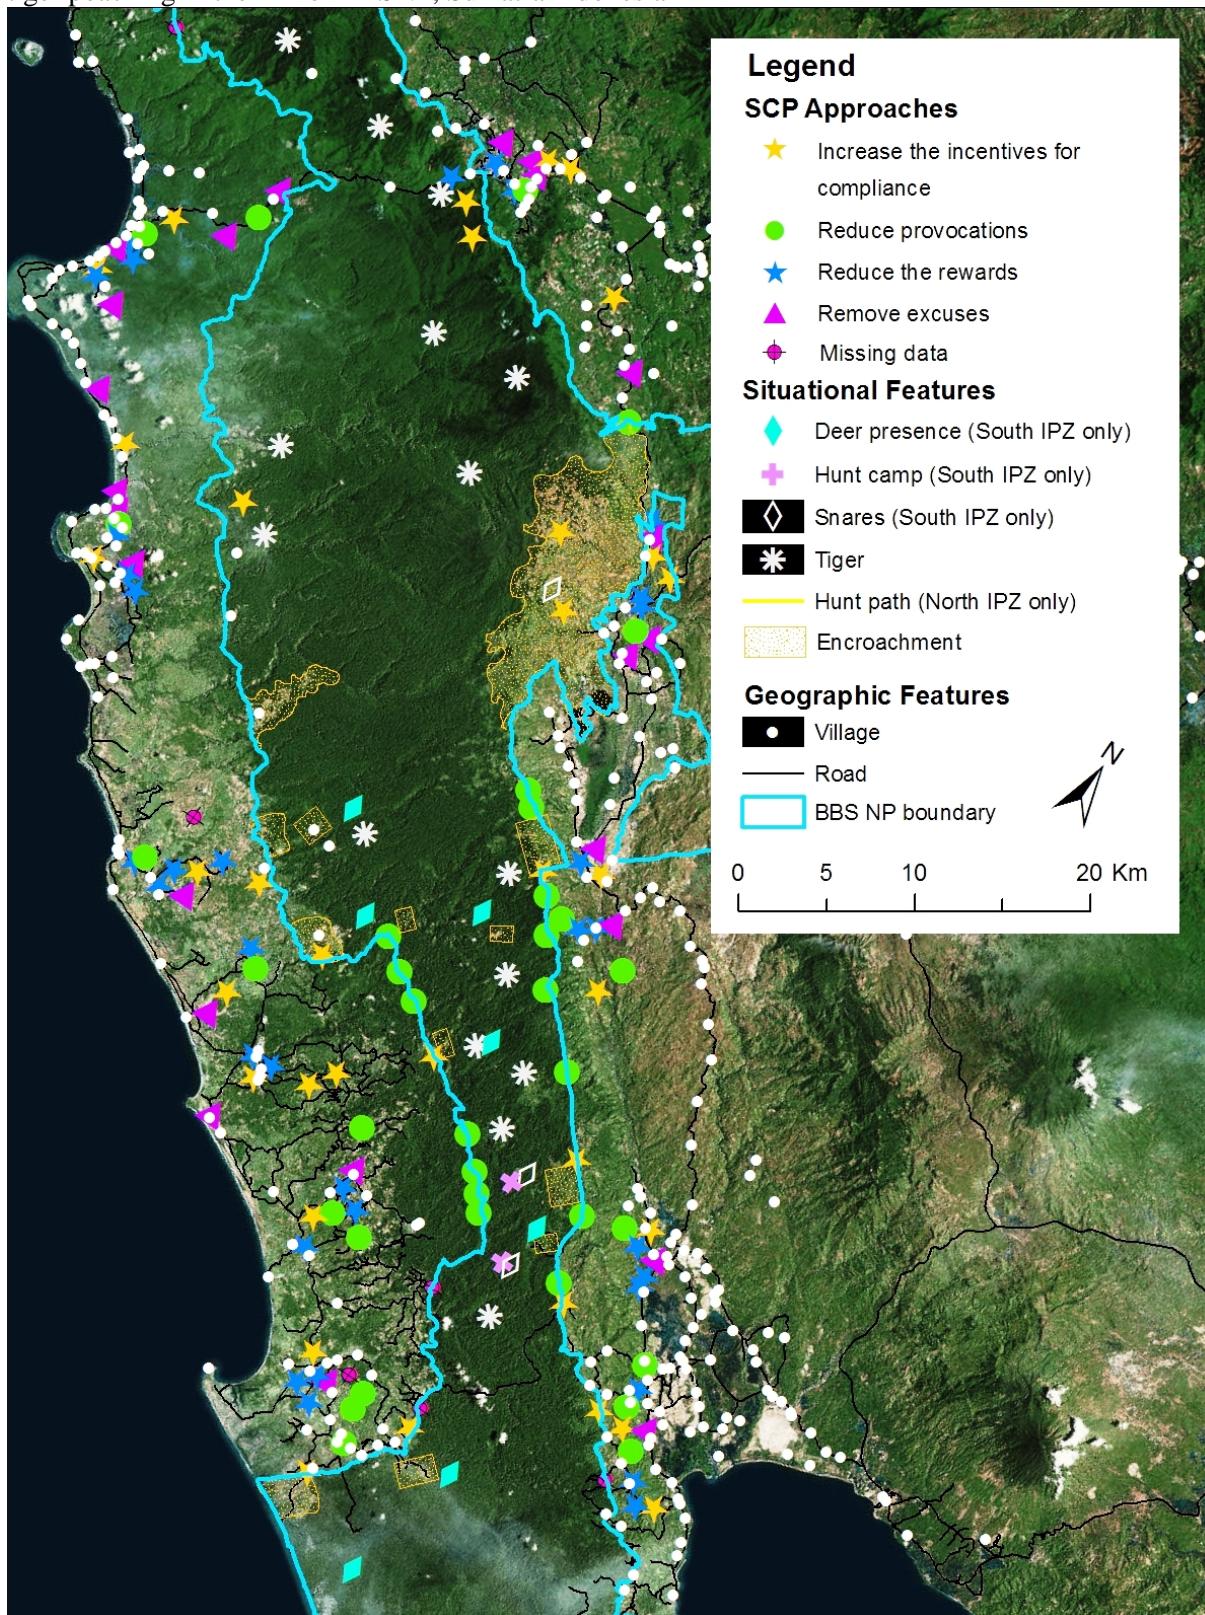 Legend
SCP Approaches
Increase the incentives for
compliance
Reduce provocations
Reduce the rewards
Remove excuses
Missing data
Situational Features
Deer presence (South IPZ only)
Hunt camp (South IPZ only)
Snares (South IPZ only)
Tiger
Hunt path (North IPZ only)
Encroachment
Geographic Features
Village
Road
BBS NP boundary
N
0 5 10 20 Km